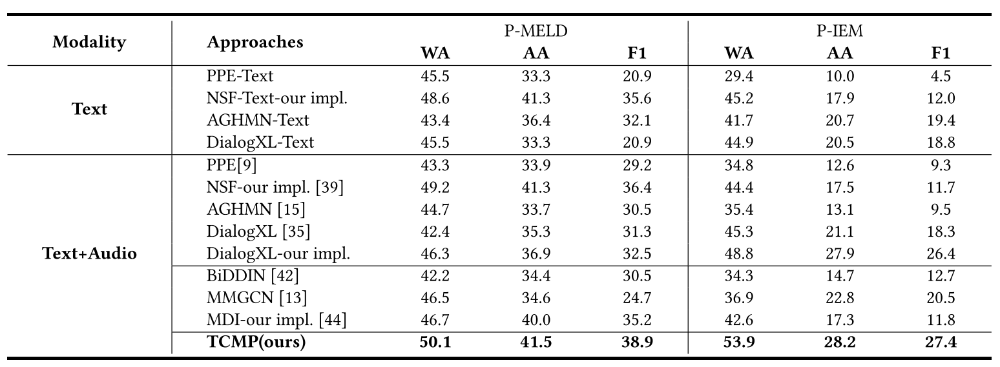 Modality Approaches P-MELD P-IEM
WA AA F1 WA AA F1
Text
PPE-Text 45.5 33.3 20.9 29.4 10.0 4.5
NSF-Text-our impl. 48.6 41.3 35.6 45.2 17.9 12.0
AGHMN-Text 43.4 36.4 32.1 41.7 20.7 19.4
DialogXL-Text 45.5 33.3 20.9 44.9 20.5 18.8
Text+Audio
PPE[9] 43.3 33.9 29.2 34.8 12.6 9.3
NSF-our impl. [39] 49.2 41.3 36.4 44.4 17.5 11.7
AGHMN [15] 44.7 33.7 30.5 35.4 13.1 9.5
DialogXL [35] 42.4 35.3 31.3 45.3 21.1 18.3
DialogXL-our impl. 46.3 36.9 32.5 48.8 27.9 26.4
BiDDIN [42] 42.2 34.4 30.5 34.3 14.7 12.7
MMGCN [13] 46.5 34.6 24.7 36.9 22.8 20.5
MDI-our impl. [44] 46.7 40.0 35.2 42.6 17.3 11.8
TCMP(ours) 50.1 41.5 38.9 53.9 28.2 27.4